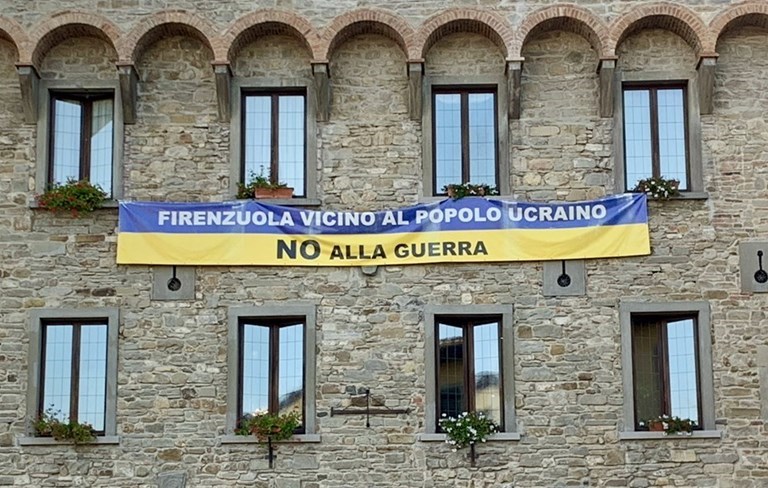 FIRENZUOLA VICINO AL POPOLO UCRAINO
NO ALLA GUERRA